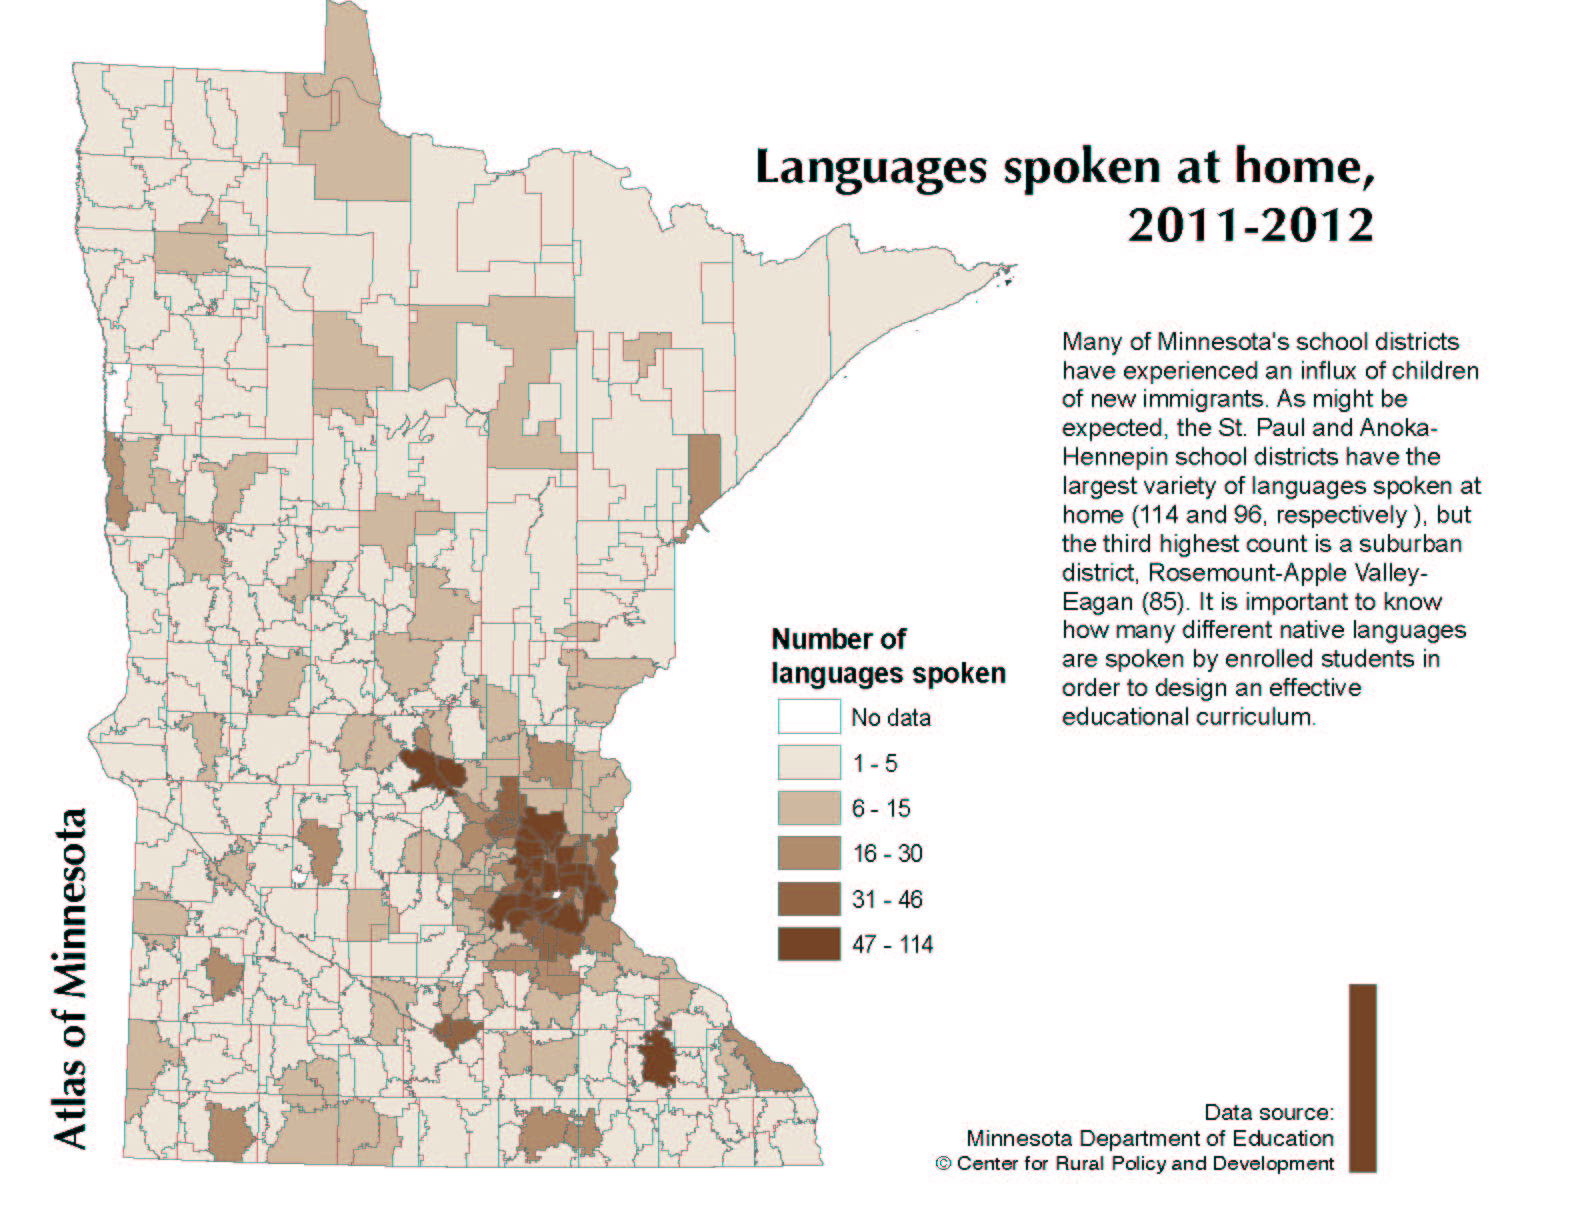 Languages spoken at home,
2011-2012
Many of Minnesota's school districts
have experienced an influx of children
of new immigrants. As might be
expected, the St. Paul and Anoka-
Hennepin school districts have the
largest variety of languages spoken at
home (114 and 96, respectively ), but
the third highest count is a suburban
district, Rosemount-Apple Valley-
Eagan (85). It is important to know
how many different native languages
are spoken by enrolled students in
order to design an effective
educational curriculum.
Number of
languages spoken
No data
1 - 5
6 - 15
16 - 30
31 - 46
47 - 114
Atlas of Minnesota
Data source:
Minnesota Department of Education
© Center for Rural Policy and Development